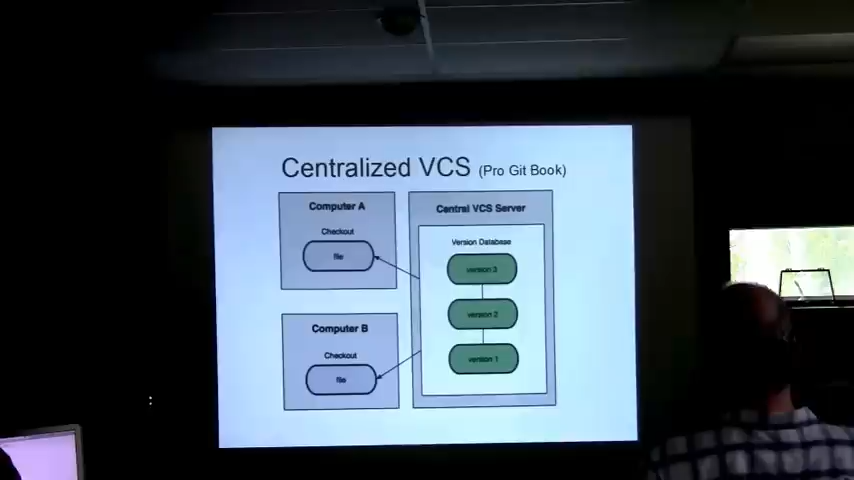 Centralized VCS (Pro Git Book)
Computer A
Checkout
file
Central VCS Server
Version Database
version 3
version 2
version 1
Computer B
Checkout
file